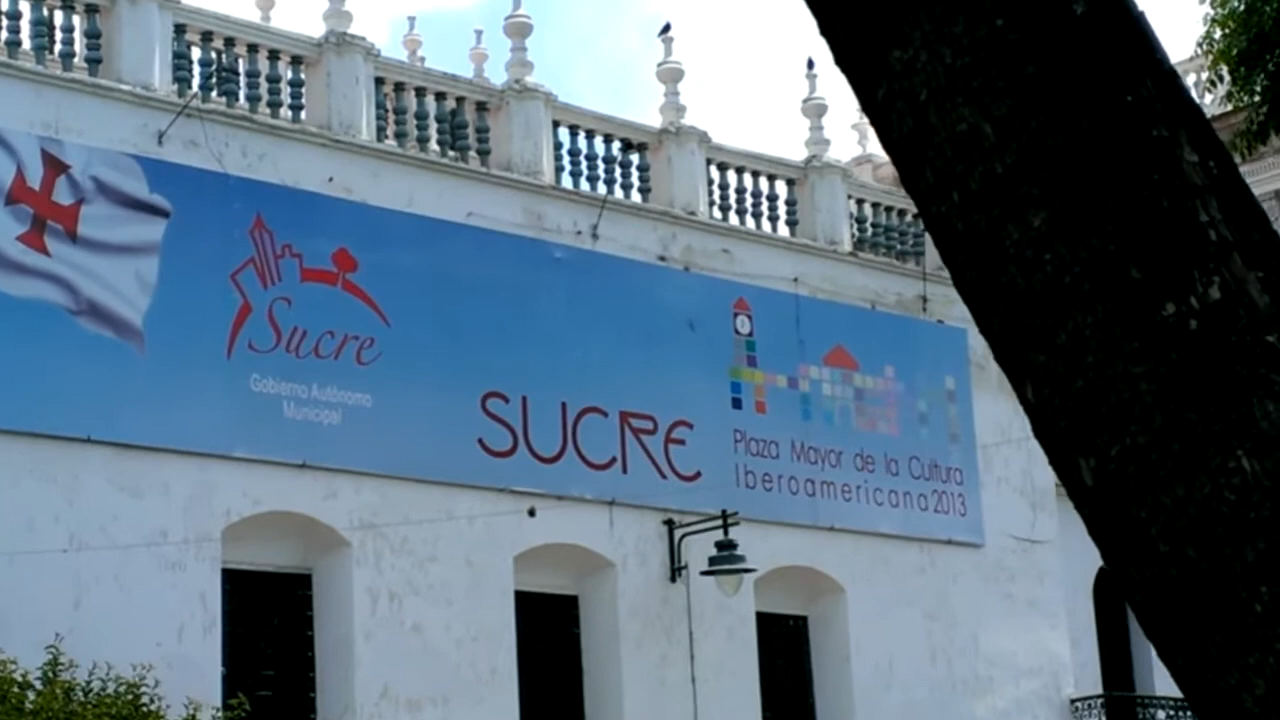 Sucre
Gobierno Autónomo
Municipal
SUCRE
Plaza Mayor de la Cultura
Iberoamericana 2013